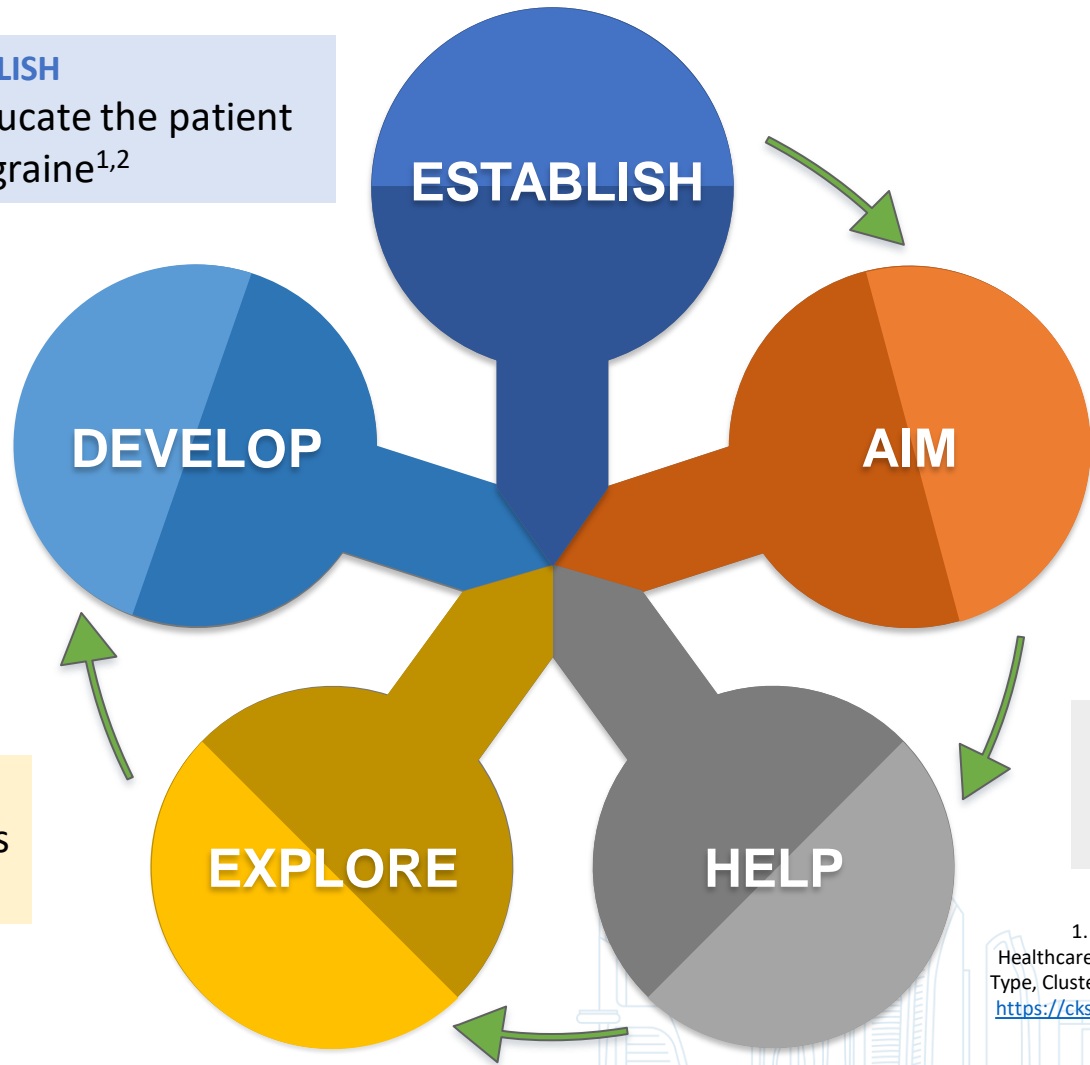 LISH
ucate the patient
graine1,2
ESTABLISH
DEVELOP
AIM
s
EXPLORE
HELP
1.
Healthcare
Type, Cluste
https://cks